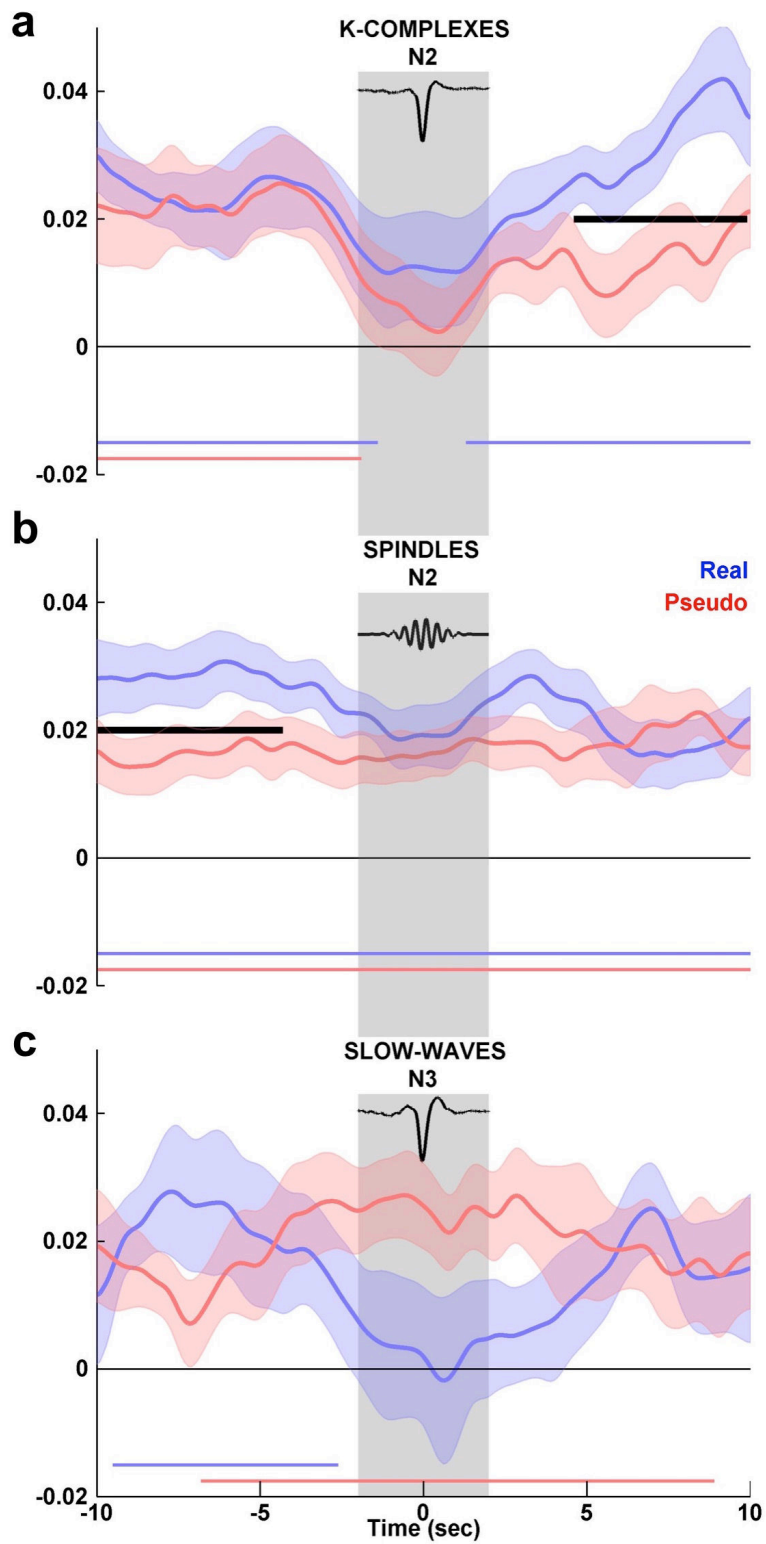 a
K-COMPLEXES
N2
0.04
0.02
0
-0.02
b
SPINDLES
N2
Real
Pseudo
0.04
0.02
0
-0.02
c
SLOW-WAVES
N3
0.04
0.02
0
-0.02
-10 -5 0 5 10
Time (sec)